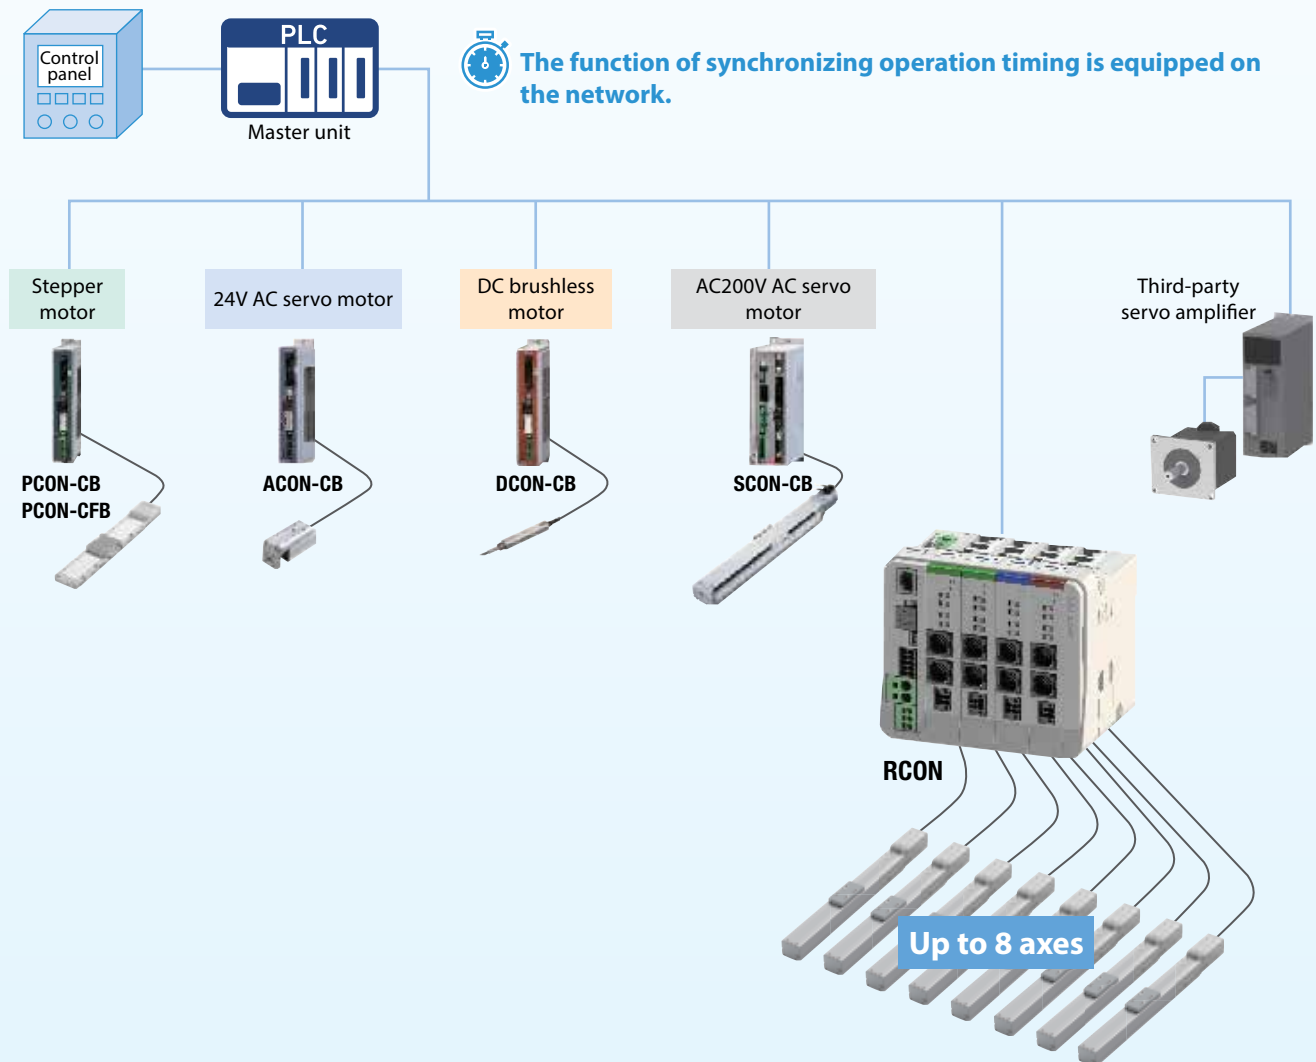 Control
panel
PLC
Master unit
The function of synchronizing operation timing is equipped on
the network.
Stepper
motor
24V AC servo motor
DC brushless
motor
AC200V AC servo
motor
Third-party
servo amplifier
PCON-CB
PCON-CFB
ACON-CB
DCON-CB
SCON-CB
RCON
Up to 8 axes